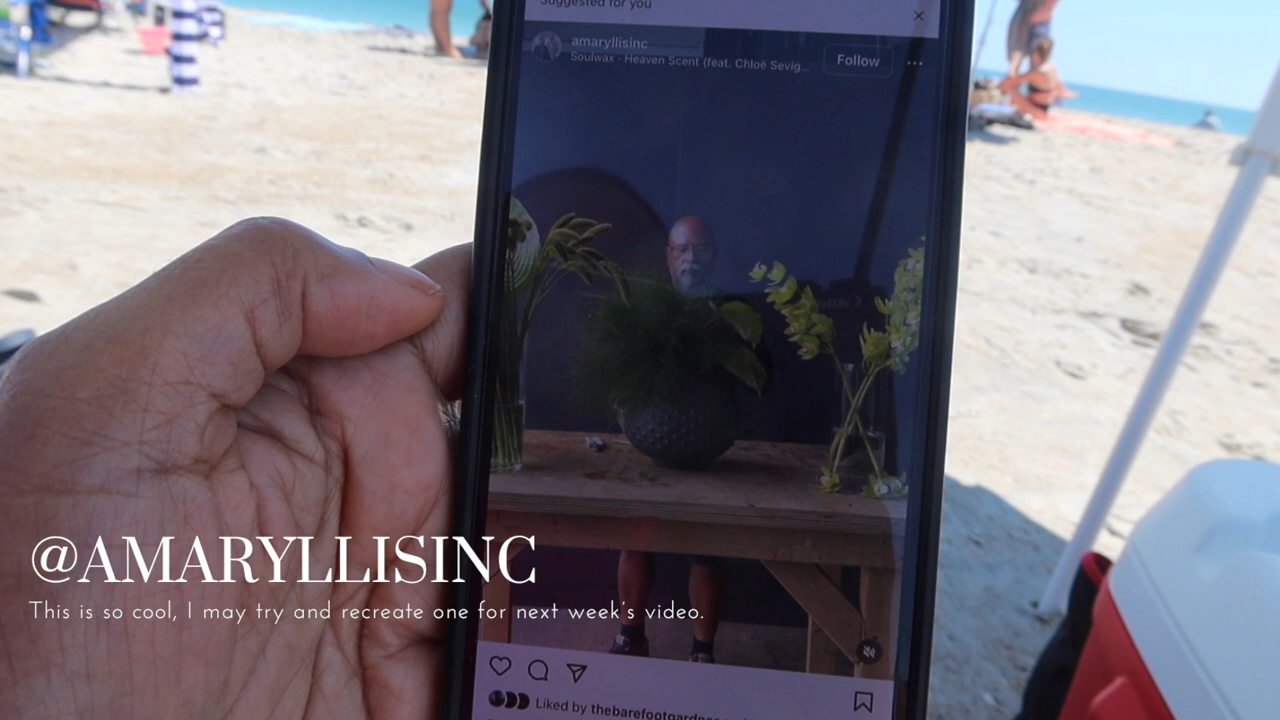 Suggested for you
amaryllisinc
Soulwax - Heaven Scent (feat. Chloë Sevig...
Follow
@AMARYLLISINC
This is so cool, I may try and recreate one for next week's video.
Liked by